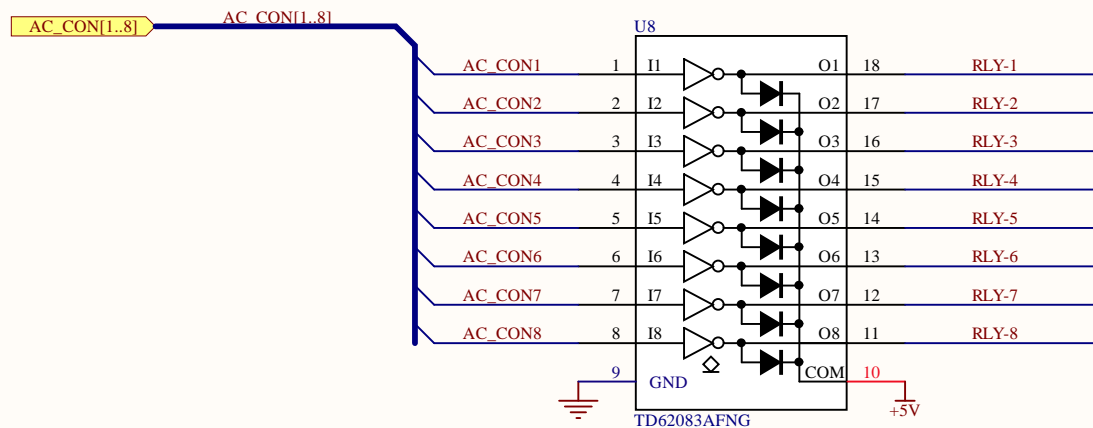 AC_CON[1..8] AC_CON[1..8]
U8
AC_CON1 1 I1 O1 18 RLY-1
AC_CON2 2 I2 O2 17 RLY-2
AC_CON3 3 I3 O3 16 RLY-3
AC_CON4 4 I4 O4 15 RLY-4
AC_CON5 5 I5 O5 14 RLY-5
AC_CON6 6 I6 O6 13 RLY-6
AC_CON7 7 I7 O7 12 RLY-7
AC_CON8 8 I8 O8 11 RLY-8
9 GND COM 10
+5V
TD62083AFNG